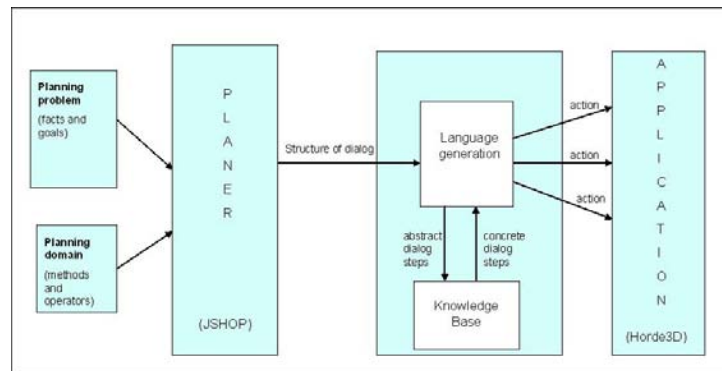 Planning
problem
(facts and
goals)
Planning
domain
(methods and
operators)
P
L
A
N
E
R
(JSHOP)
Structure of dialog
Language
generation
abstract
dialog
steps
concrete
dialog
steps
Knowledge
Base
action
action
action
A
P
P
L
I
C
A
T
I
O
N
(Horde3D)